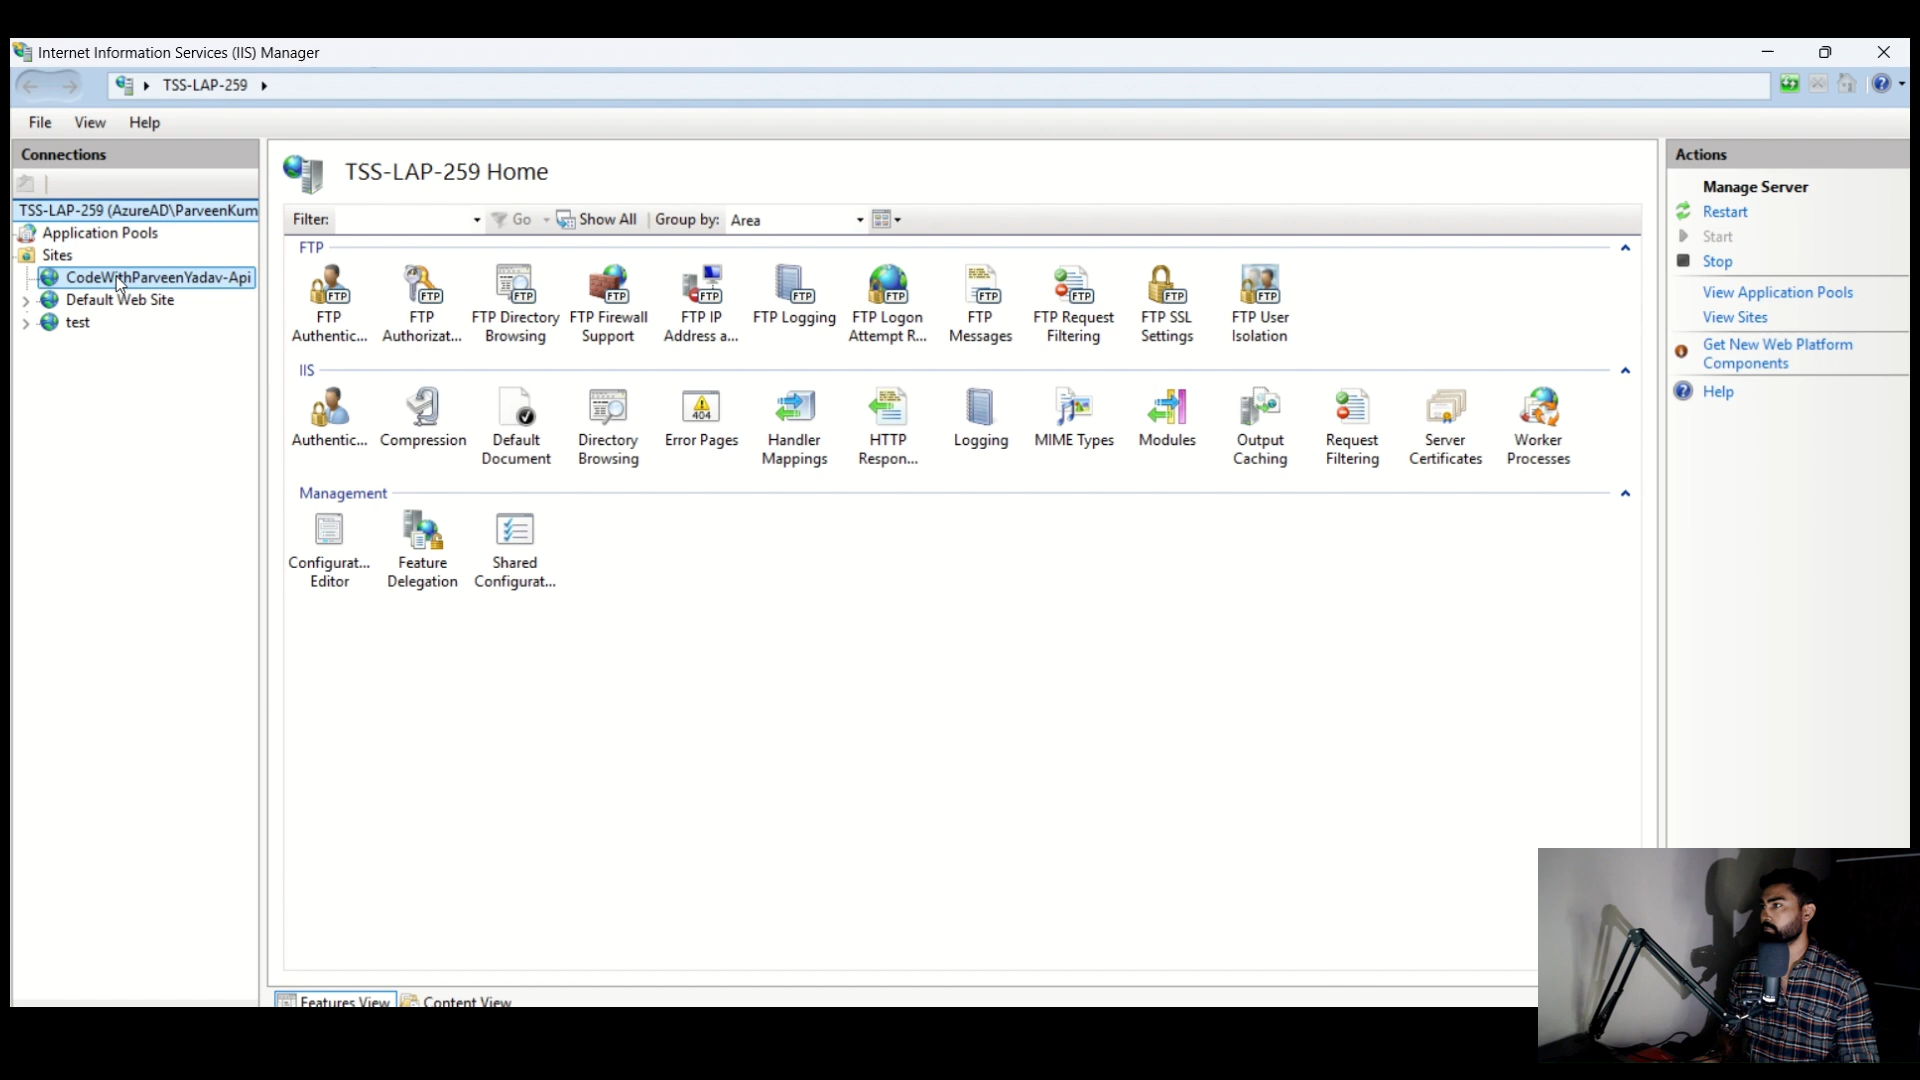 Internet Information Services (IIS) Manager
TSS-LAP-259
File View Help
Connections
TSS-LAP-259 (AzureAD\ParveenKum
Application Pools
Sites
CodeWithParveenYadav-Api
Default Web Site
test
TSS-LAP-259 Home
Filter: Go Show All Group by: Area
FTP
FTP Authentic...
FTP Authorizat...
FTP Directory Browsing
FTP Firewall Support
FTP IP Address a...
FTP Logging
FTP Logon Attempt R...
FTP Messages
FTP Request Filtering
FTP SSL Settings
FTP User Isolation
IIS
Authentic...
Compression
Default Document
Directory Browsing
Error Pages
Handler Mappings
HTTP Respon...
Logging
MIME Types
Modules
Output Caching
Request Filtering
Server Certificates
Worker Processes
Management
Configurat... Editor
Feature Delegation
Shared Configurat...
Features View Content View
Actions
Manage Server
Restart
Start
Stop
View Application Pools
View Sites
Get New Web Platform
Components
Help